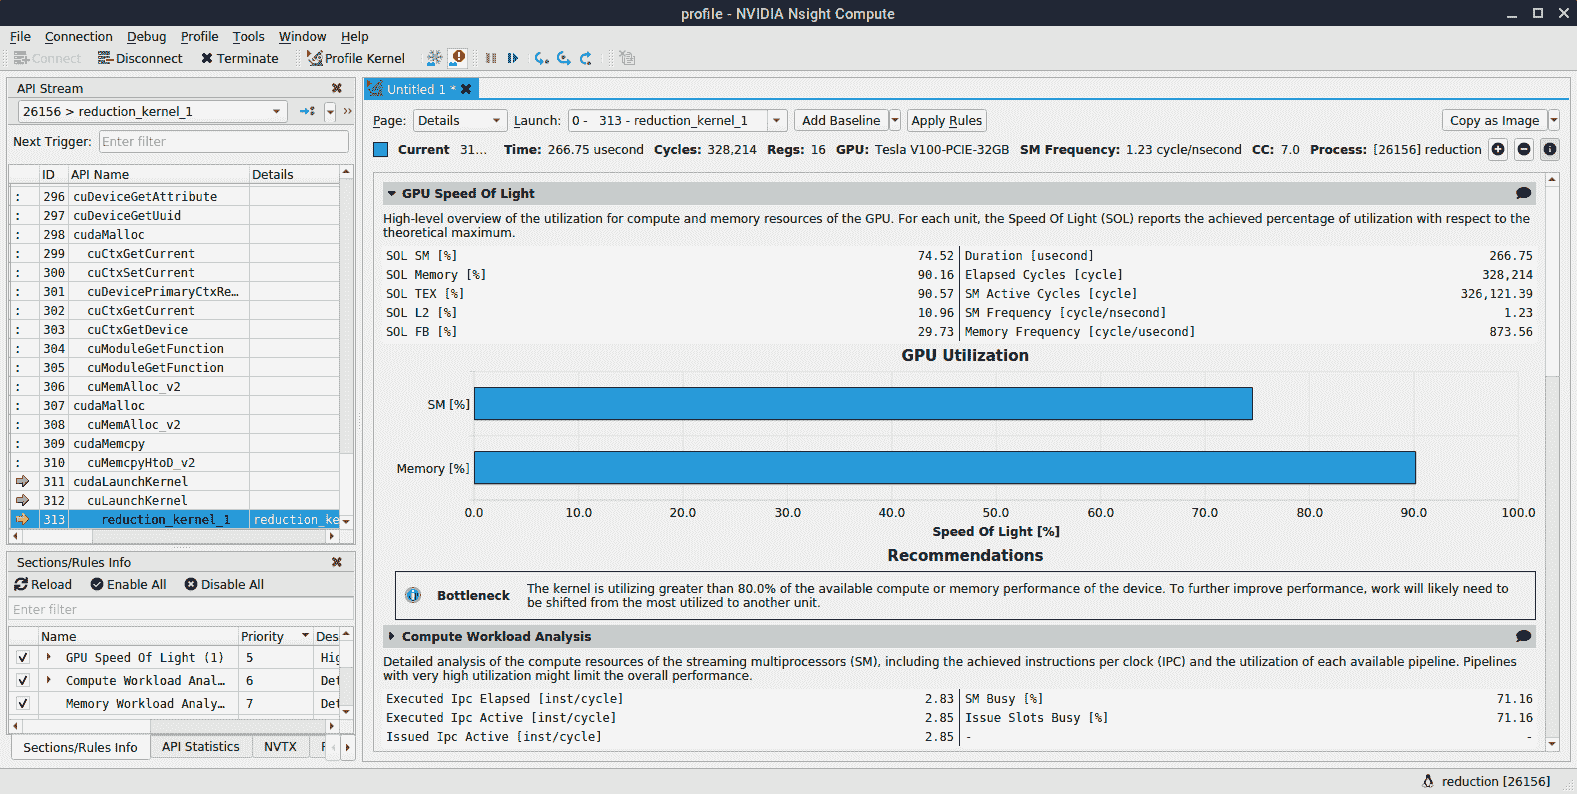 profile - NVIDIA Nsight Compute
File Connection Debug Profile Tools Window Help
Connect Disconnect Terminate Profile Kernel
API Stream
26156 > reduction_kernel_1
Next Trigger: Enter filter
ID API Name Details
296 cuDeviceGetAttribute
297 cuDeviceGetUuid
298 cudaMalloc
299 cuCtxGetCurrent
300 cuCtxSetCurrent
301 cuDevicePrimaryCtxRe...
302 cuCtxGetCurrent
303 cuCtxGetDevice
304 cuModuleGetFunction
305 cuModuleGetFunction
306 cuMemAlloc_v2
307 cudaMalloc
308 cuMemAlloc_v2
309 cudaMemcpy
310 cuMemcpyHtoD_v2
311 cudaLaunchKernel
312 cuLaunchKernel
313 reduction_kernel_1 reduction_ke
Sections/Rules Info
Reload Enable All Disable All
Enter filter
Name Priority Des
GPU Speed Of Light (1) 5 Hig
Compute Workload Anal... 6 Det
Memory Workload Analy... 7 Det
Sections/Rules Info API Statistics NVTX
Untitled 1 *
Page: Details Launch: 0 - 313 - reduction_kernel_1 Add Baseline Apply Rules Copy as Image
Current 31... Time: 266.75 usecond Cycles: 328,214 Regs: 16 GPU: Tesla V100-PCIE-32GB SM Frequency: 1.23 cycle/nsecond CC: 7.0 Process: [26156] reduction
GPU Speed Of Light
High-level overview of the utilization for compute and memory resources of the GPU. For each unit, the Speed Of Light (SOL) reports the achieved percentage of utilization with respect to the
theoretical maximum.
SOL SM [%] 74.52 Duration [usecond] 266.75
SOL Memory [%] 90.16 Elapsed Cycles [cycle] 328,214
SOL TEX [%] 90.57 SM Active Cycles [cycle] 326,121.39
SOL L2 [%] 10.96 SM Frequency [cycle/nsecond] 1.23
SOL FB [%] 29.73 Memory Frequency [cycle/usecond] 873.56
GPU Utilization
SM [%]
Memory [%]
0.0 10.0 20.0 30.0 40.0 50.0 60.0 70.0 80.0 90.0 100.0
Speed Of Light [%]
Recommendations
Bottleneck
The kernel is utilizing greater than 80.0% of the available compute or memory performance of the device. To further improve performance, work will likely need to
be shifted from the most utilized to another unit.
Compute Workload Analysis
Detailed analysis of the compute resources of the streaming multiprocessors (SM), including the achieved instructions per clock (IPC) and the utilization of each available pipeline. Pipelines
with very high utilization might limit the overall performance.
Executed Ipc Elapsed [inst/cycle] 2.83 SM Busy [%] 71.16
Executed Ipc Active [inst/cycle] 2.85 Issue Slots Busy [%] 71.16
Issued Ipc Active [inst/cycle] 2.85 - -
reduction [26156]